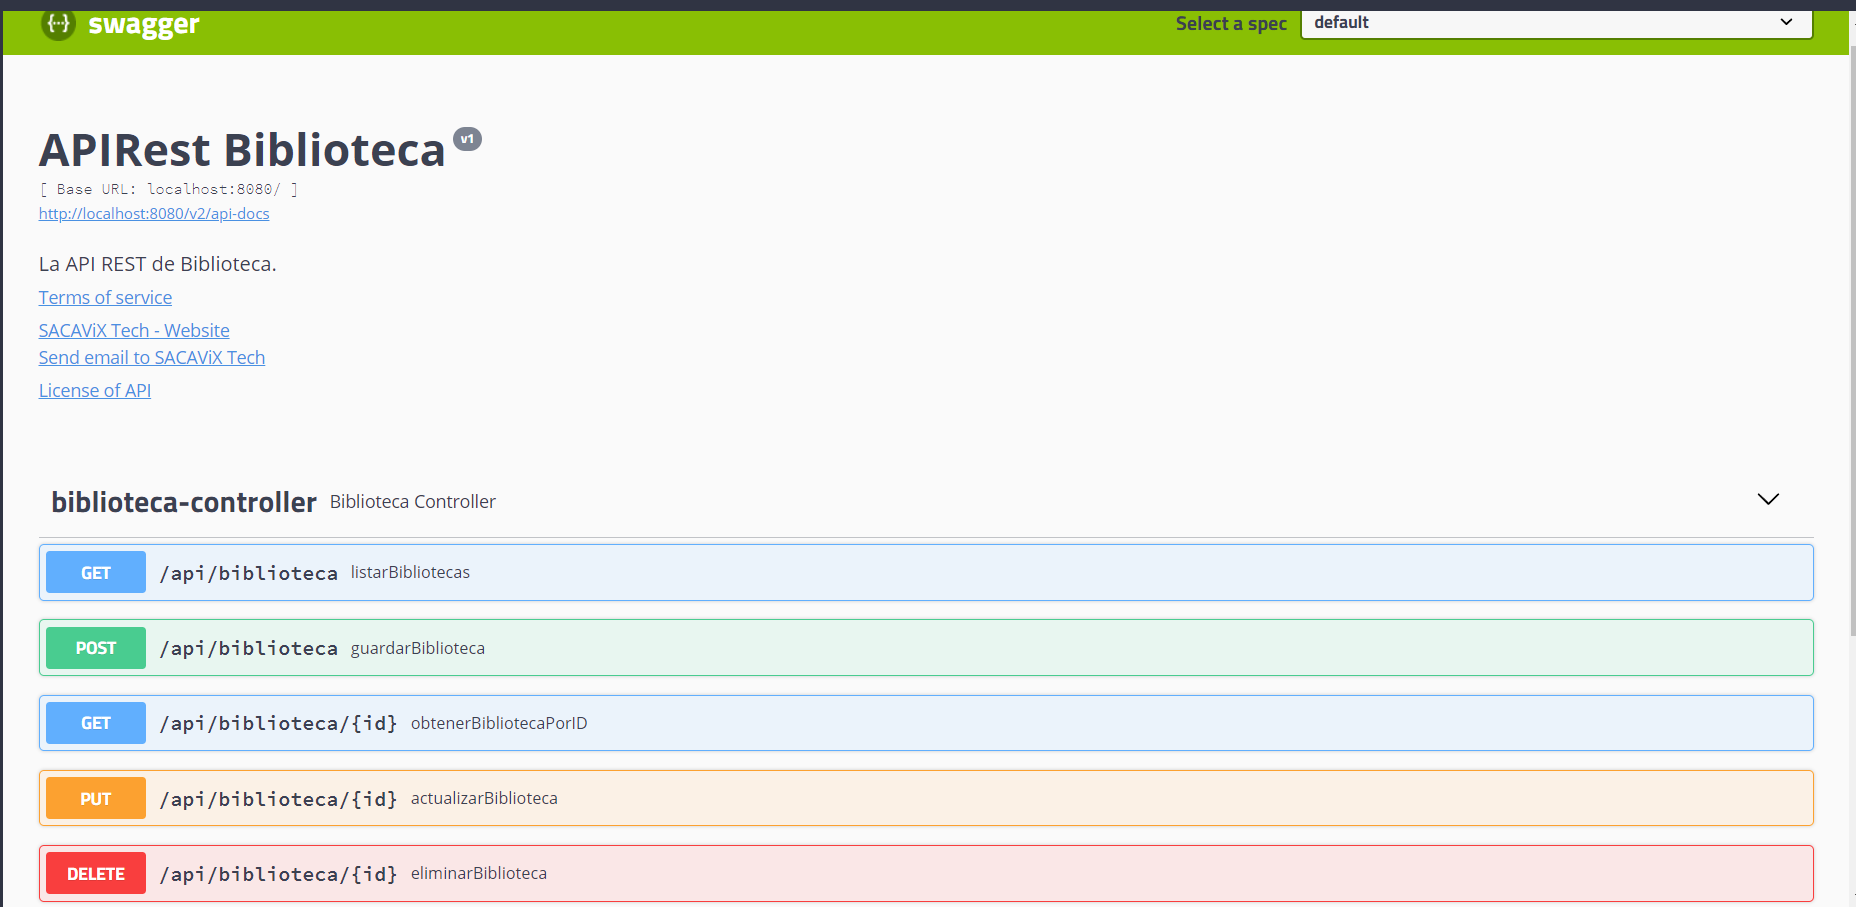 {...} swagger
Select a spec default
APIRest Biblioteca v1
[ Base URL: localhost:8080/ ]
http://localhost:8080/v2/api-docs
La API REST de Biblioteca.
Terms of service
SACAViX Tech - Website
Send email to SACAViX Tech
License of API
biblioteca-controller Biblioteca Controller
GET /api/biblioteca listarBibliotecas
POST /api/biblioteca guardarBiblioteca
GET /api/biblioteca/{id} obtenerBibliotecaPorID
PUT /api/biblioteca/{id} actualizarBiblioteca
DELETE /api/biblioteca/{id} eliminarBiblioteca